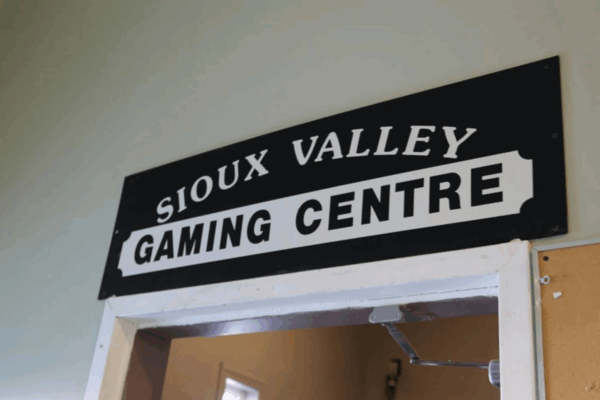 SIOUX VALLEY
GAMING CENTRE